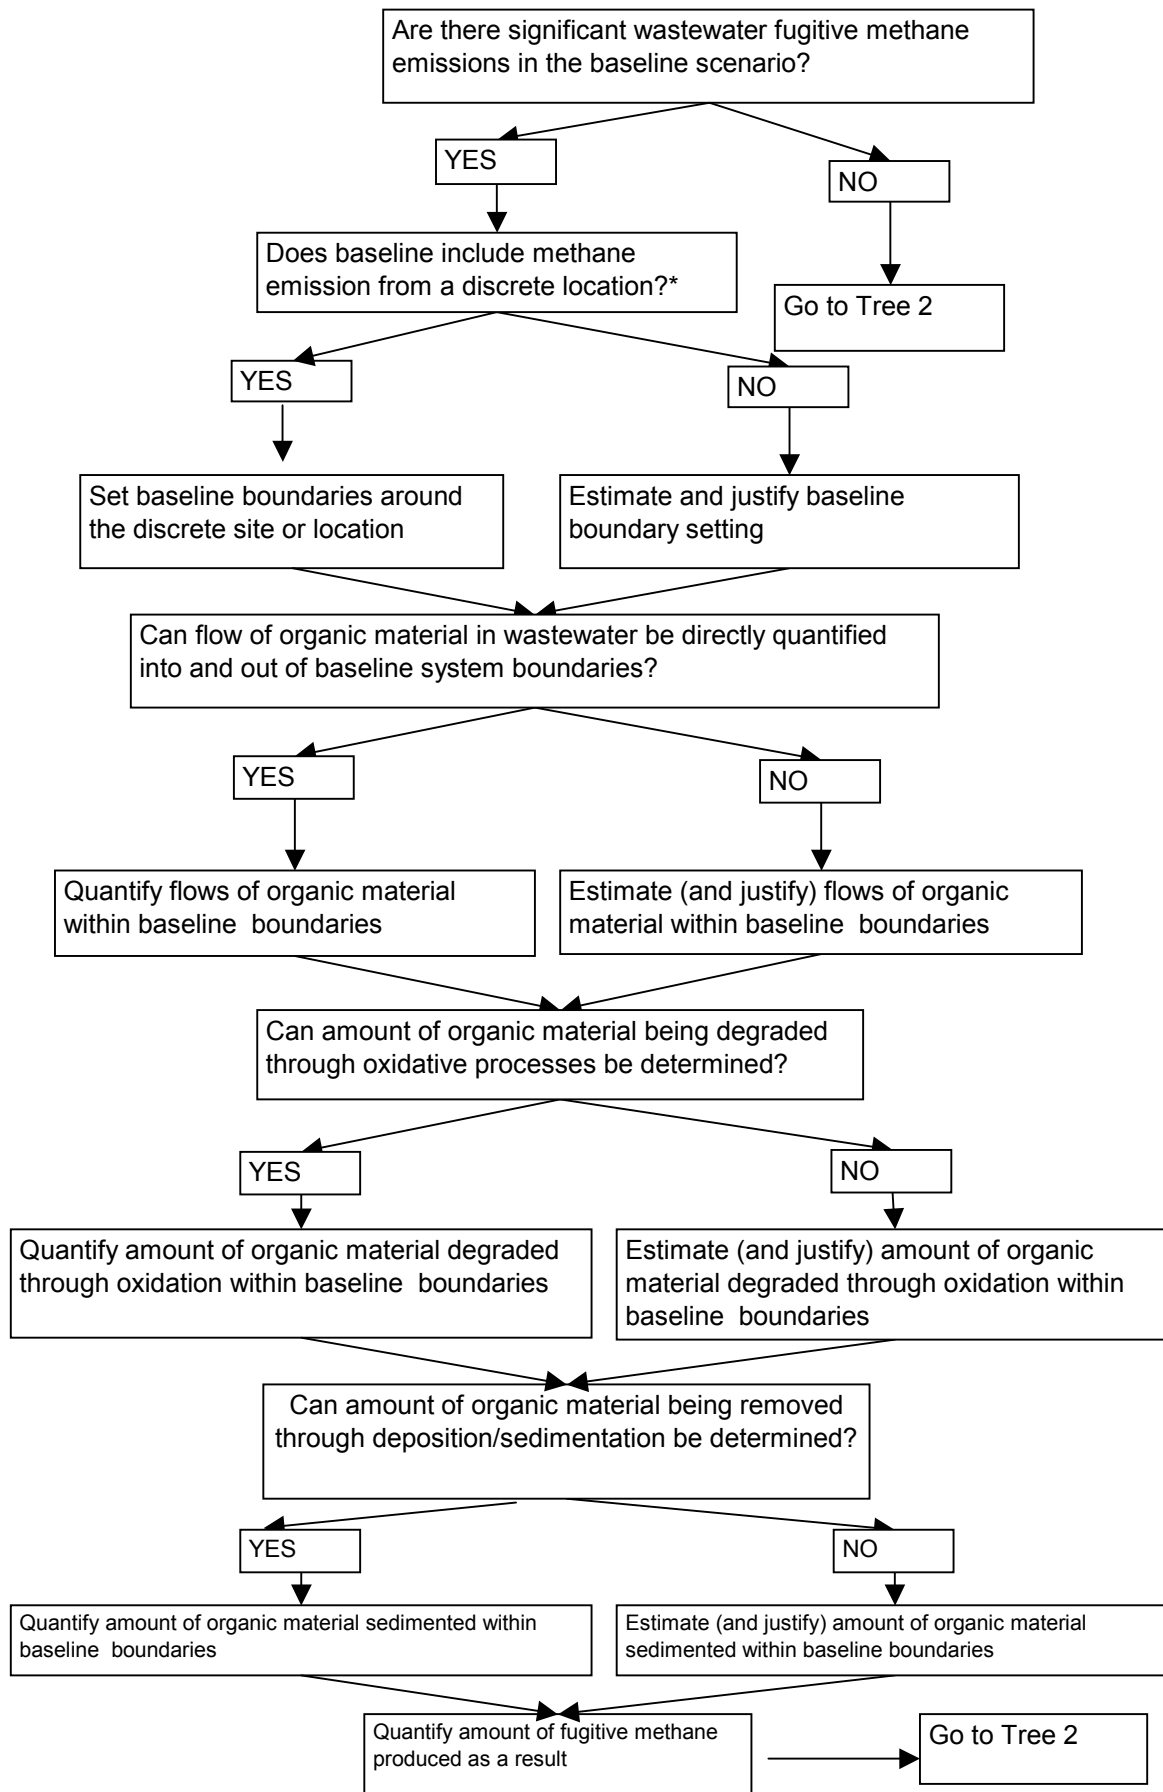 Are there significant wastewater fugitive methane
emissions in the baseline scenario?
YES
NO
Does baseline include methane
emission from a discrete location?*
Go to Tree 2
YES
NO
Set baseline boundaries around
the discrete site or location
Estimate and justify baseline
boundary setting
Can flow of organic material in wastewater be directly quantified
into and out of baseline system boundaries?
YES
NO
Quantify flows of organic material
within baseline  boundaries
Estimate (and justify) flows of organic
material within baseline  boundaries
Can amount of organic material being degraded
through oxidative processes be determined?
YES
NO
Quantify amount of organic material degraded
through oxidation within baseline  boundaries
Estimate (and justify) amount of organic
material degraded through oxidation within
baseline  boundaries
Can amount of organic material being removed
through deposition/sedimentation be determined?
YES
NO
Quantify amount of organic material sedimented within
baseline  boundaries
Estimate (and justify) amount of organic material
sedimented within baseline boundaries
Quantify amount of fugitive methane
produced as a result
Go to Tree 2